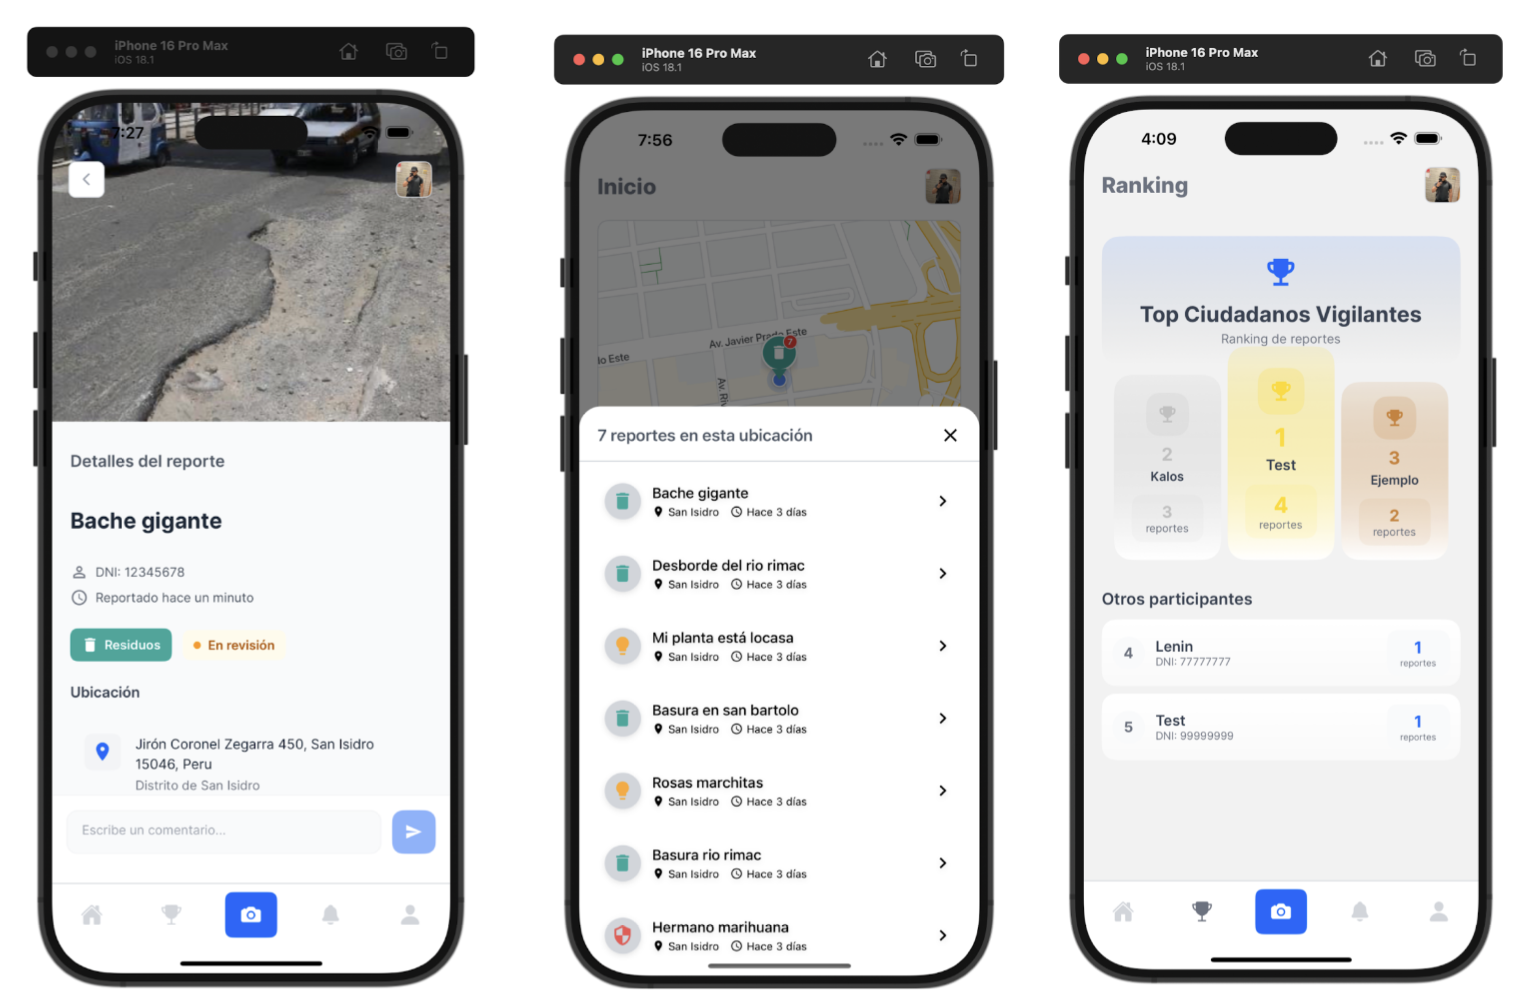 iPhone 16 Pro Max
iOS 18.1
7:27
Detalles del reporte
Bache gigante
DNI: 12345678
Reportado hace un minuto
Residuos
En revisión
Ubicación
Jirón Coronel Zegarra 450, San Isidro
15046, Peru
Distrito de San Isidro
Escribe un comentario...
iPhone 16 Pro Max
iOS 18.1
7:56
Inicio
Av. Javier Prado Este
lo Este
Av. Riv
7
7 reportes en esta ubicación
Bache gigante
San Isidro Hace 3 días
Desborde del rio rimac
San Isidro Hace 3 días
Mi planta está locasa
San Isidro Hace 3 días
Basura en san bartolo
San Isidro Hace 3 días
Rosas marchitas
San Isidro Hace 3 días
Basura rio rimac
San Isidro Hace 3 días
Hermano marihuana
San Isidro Hace 3 días
iPhone 16 Pro Max
iOS 18.1
4:09
Ranking
Top Ciudadanos Vigilantes
Ranking de reportes
2
Kalos
3
reportes
1
Test
4
reportes
3
Ejemplo
2
reportes
Otros participantes
4
Lenin
DNI: 77777777
1
reportes
5
Test
DNI: 99999999
1
reportes